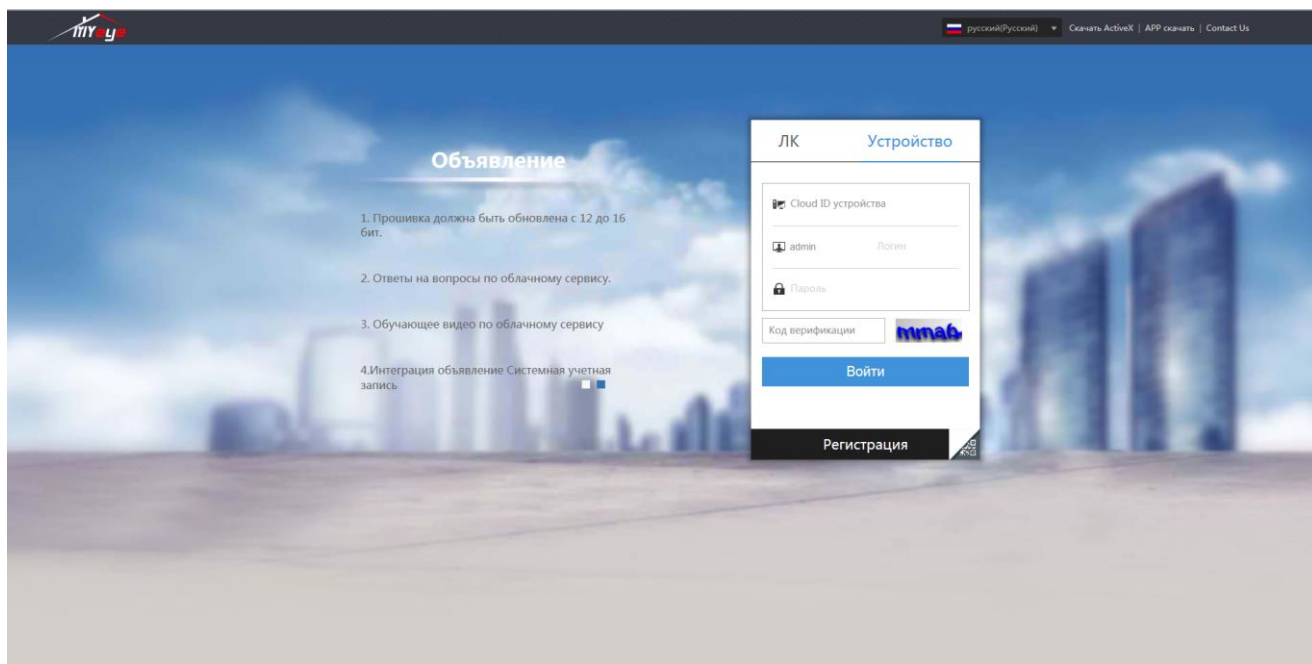 MYeye
русский(Русский) Скачать ActiveX | APP скачать | Contact Us
ЛК Устройство
Объявление
Cloud ID устройства
1. Прошивка должна быть обновлена с 12 до 16
бит.
admin Логин
2. Ответы на вопросы по облачному сервису.
Пароль
3. Обучающее видео по облачному сервису
Код верификации mmab
4.Интеграция объявление Системная учетная
запись
Войти
Регистрация